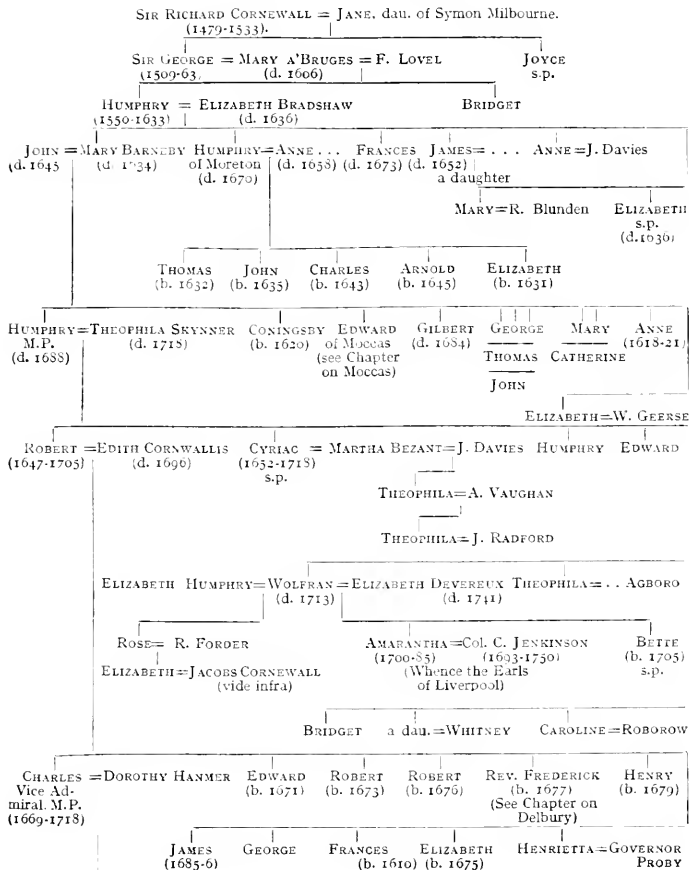 SIR RICHARD CORNEWALL = JANE, dau. of SYMON MILBOURNE.
(1479-1533).
SIR GEORGE = MARY A'BRUGES = F. LOVEL JOYCE
(1509-63) (d. 1606) s.p.
HUMPHRY = ELIZABETH BRADSHAW BRIDGET
(1550-1633) (d. 1636)
JOHN = MARY BARNEBY HUMPHRY = ANNE ... FRANCES JAMES = ... ANNE = J. DAVIES
(d. 1645 of Moreton (d. 1658) (d. 1673) (d. 1652)
(d. 1670) a daughter
MARY = R. Blunden ELIZABETH
s.p.
(d. 1636)
THOMAS JOHN CHARLES ARNOLD ELIZABETH
(b. 1632) (b. 1635) (b. 1643) (b. 1645) (b. 1631)
HUMPHRY = THEOPHILA SKYNNER CONINGSBY EDWARD GILBERT GEORGE MARY ANNE
M.P. (d. 1718) (b. 1620) of Moccas (d. 1684) (1618-21)
(d. 1688) (see Chapter THOMAS CATHERINE
on Moccas) JOHN
ELIZABETH = W. GEERSE
ROBERT = EDITH CORNWALLIS CYRIAC = MARTHA BEZANT = J. DAVIES HUMPHRY EDWARD
(1647-1705) (d. 1696) (1652-1718)
s.p.
THEOPHILA = A. VAUGHAN
THEOPHILA = J. RADFORD
ELIZABETH HUMPHRY = WOLFRAN = ELIZABETH DEVEREUX THEOPHILA = .. AGBORO
(d. 1713) (d. 1741)
ROSE = R. FORDER AMARANTHA = Col. C. JENKINSON BETTE
(1700-85) (1693-1750) (b. 1705)
ELIZABETH = JACOBS CORNEWALL (Whence the Earls s.p.
(vide infra) of Liverpool)
BRIDGET a dau. = WHITNEY CAROLINE = ROBOROW
CHARLES = DOROTHY HANMER EDWARD ROBERT ROBERT REV. FREDERICK HENRY
Vice Ad- (b. 1671) (b. 1673) (b. 1676) (b. 1677) (b. 1679)
miral. M.P. (See Chapter on
(1669-1718) Delbury)
JAMES GEORGE FRANCES ELIZABETH HENRIETTA = GOVERNOR
(1685-6) (b. 1610) (b. 1675) PROBY